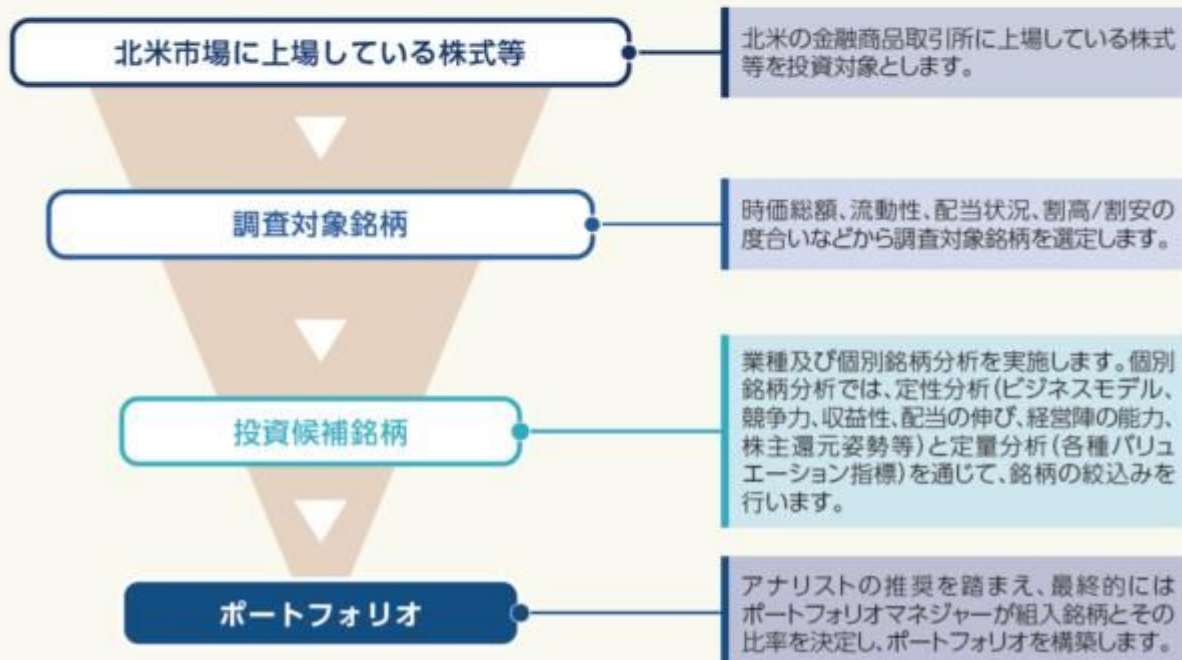 北米市場に上場している株式等
北米の金融商品取引所に上場している株式
等を投資対象とします。
調査対象銘柄
時価総額、流動性、配当状況、割高/割安の
度合いなどから調査対象銘柄を選定します。
投資候補銘柄
業種及び個別銘柄分析を実施します。個別
銘柄分析では、定性分析(ビジネスモデル、
競争力、収益性、配当の伸び、経営陣の能力、
株主還元姿勢等)と定量分析(各種バリュ
エーション指標)を通じて、銘柄の絞込みを
行います。
ポートフォリオ
アナリストの推奨を踏まえ、最終的には
ポートフォリオマネジャーが組入銘柄とその
比率を決定し、ポートフォリオを構築します。